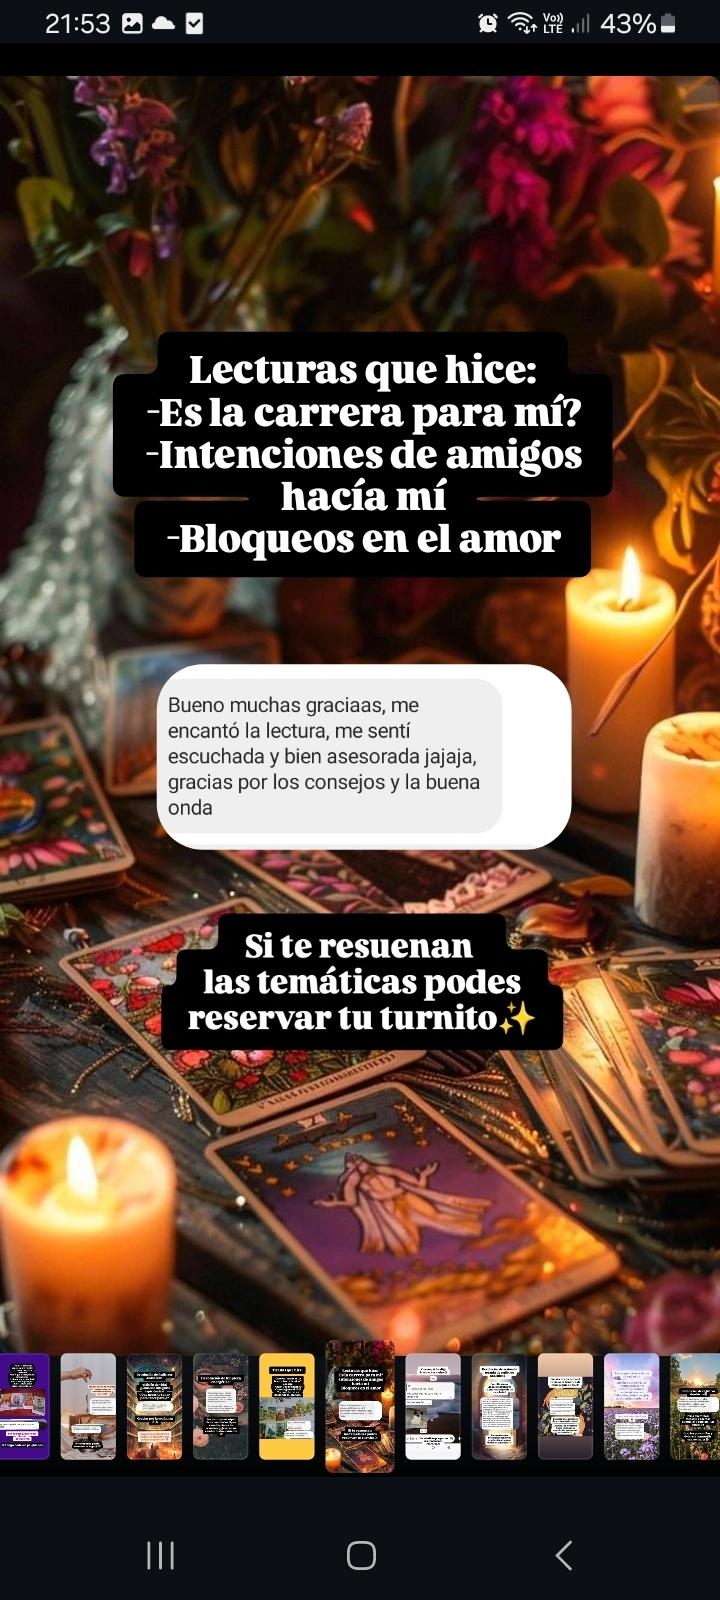 21:53
Vo))
LTE
43%
Lecturas que hice:
-Es la carrera para mí?
-Intenciones de amigos
hacía mí
-Bloqueos en el amor
Bueno muchas graciaas, me
encantó la lectura, me sentí
escuchada y bien asesorada jajaja,
gracias por los consejos y la buena
onda
Si te resuenan
las temáticas podes
reservar tu turnito✨